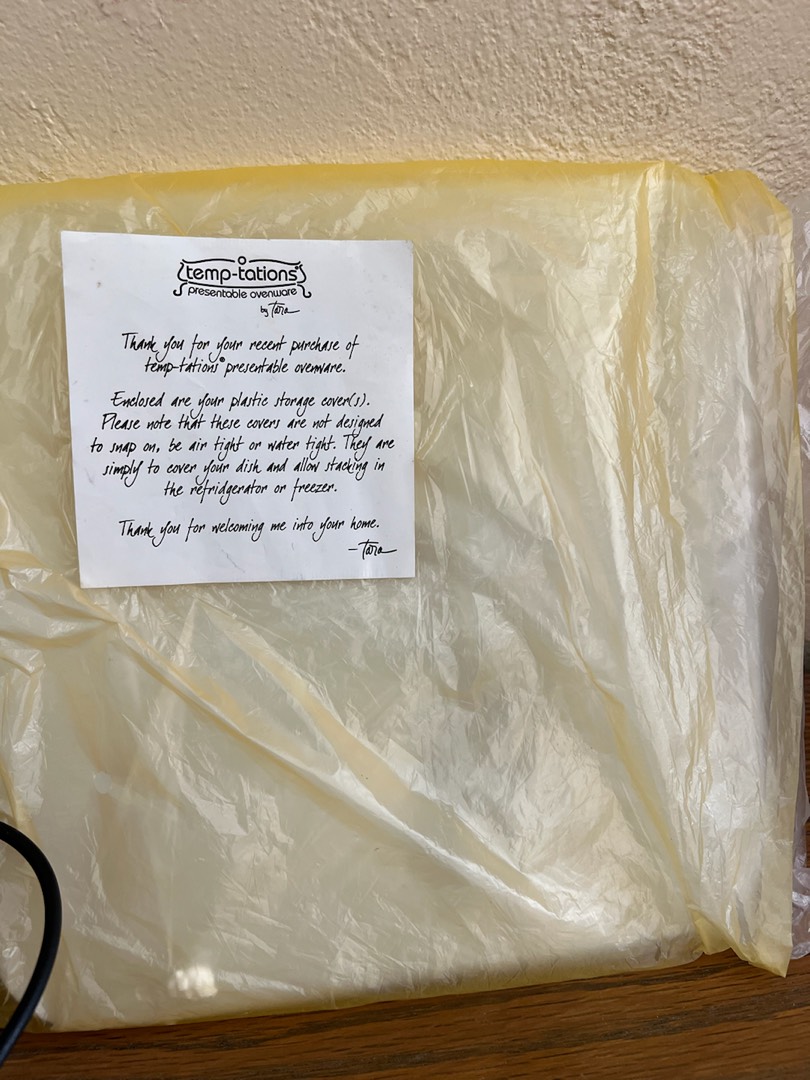 temp-tations®
presentable ovenware
by Tara
Thank you for your recent purchase of
temp-tations® presentable ovenware.
Enclosed are your plastic storage cover(s).
Please note that these covers are not designed
to snap on, be air tight or water tight. They are
simply to cover your dish and allow stacking in
the refridgerator or freezer.
Thank you for welcoming me into your home.
– Tara